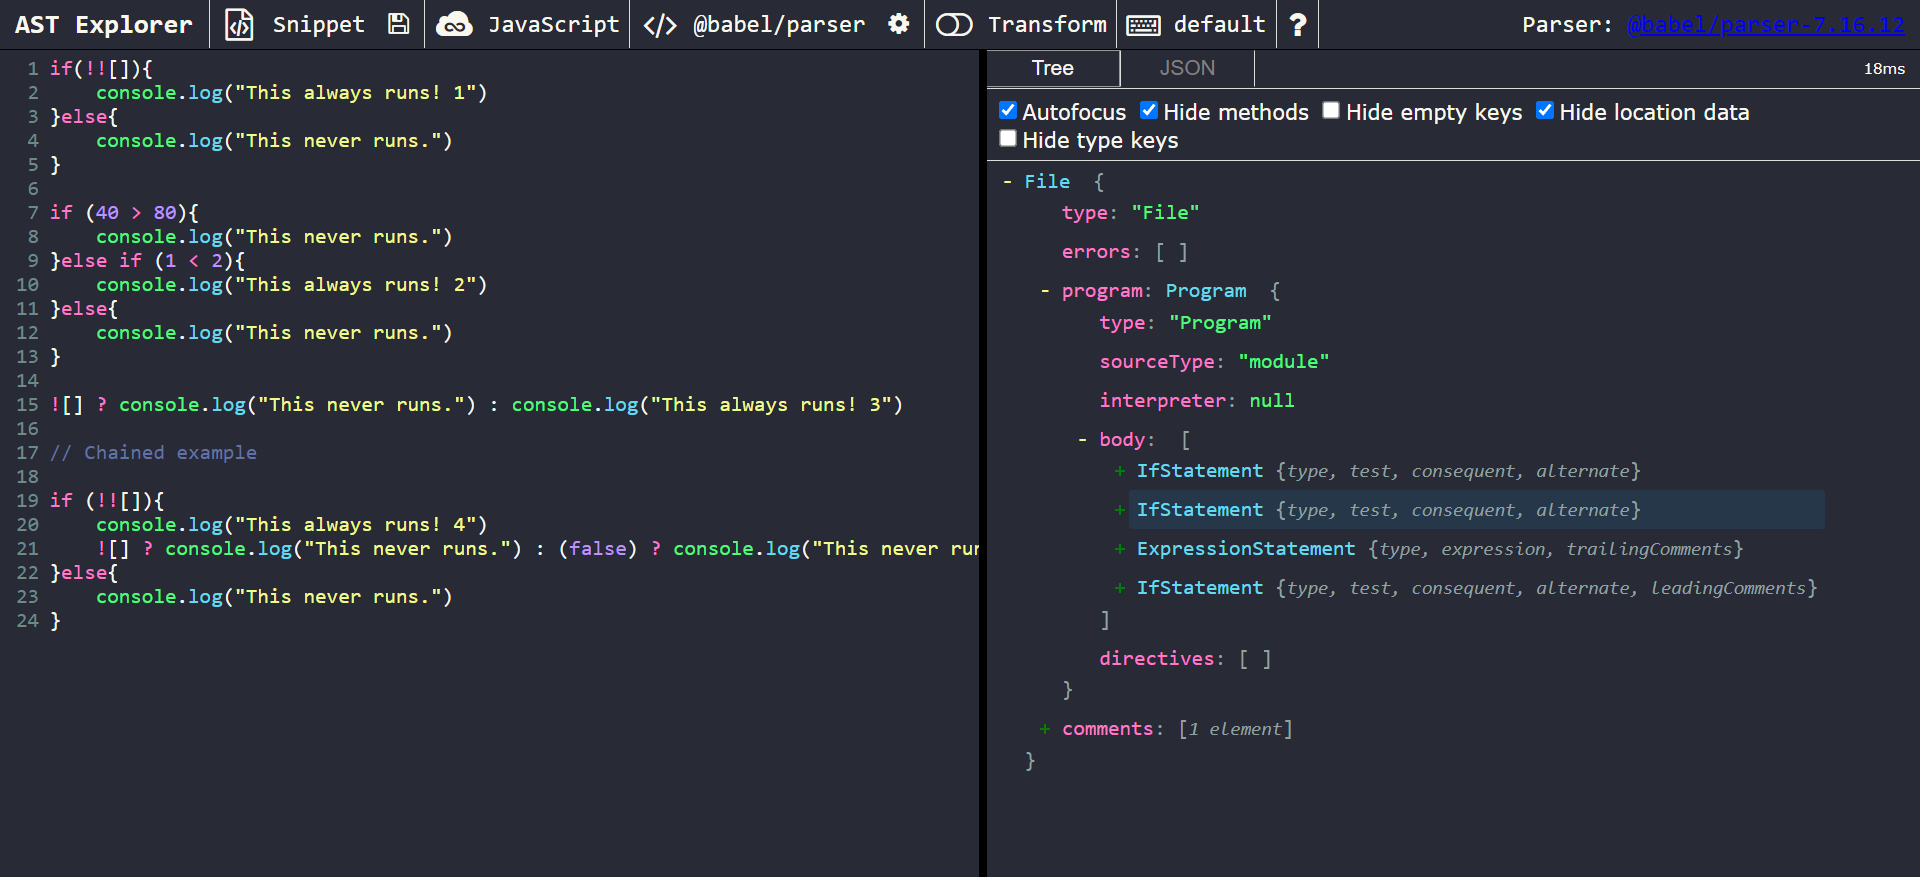 AST Explorer Snippet JavaScript </> @babel/parser Transform default ? Parser: @babel/parser-7.16.12
1 if(!![]){
2     console.log("This always runs! 1")
3 }else{
4     console.log("This never runs.")
5 }
6
7 if (40 > 80){
8     console.log("This never runs.")
9 }else if (1 < 2){
10     console.log("This always runs! 2")
11 }else{
12     console.log("This never runs.")
13 }
14
15 ![] ? console.log("This never runs.") : console.log("This always runs! 3")
16
17 // Chained example
18
19 if (!![]){
20     console.log("This always runs! 4")
21     ![] ? console.log("This never runs.") : (false) ? console.log("This never run
22 }else{
23     console.log("This never runs.")
24 }
Tree JSON 18ms
Autofocus Hide methods Hide empty keys Hide location data
Hide type keys
- File {
type: "File"
errors: [ ]
- program: Program {
type: "Program"
sourceType: "module"
interpreter: null
- body: [
+ IfStatement {type, test, consequent, alternate}
+ IfStatement {type, test, consequent, alternate}
+ ExpressionStatement {type, expression, trailingComments}
+ IfStatement {type, test, consequent, alternate, leadingComments}
]
directives: [ ]
}
+ comments: [1 element]
}